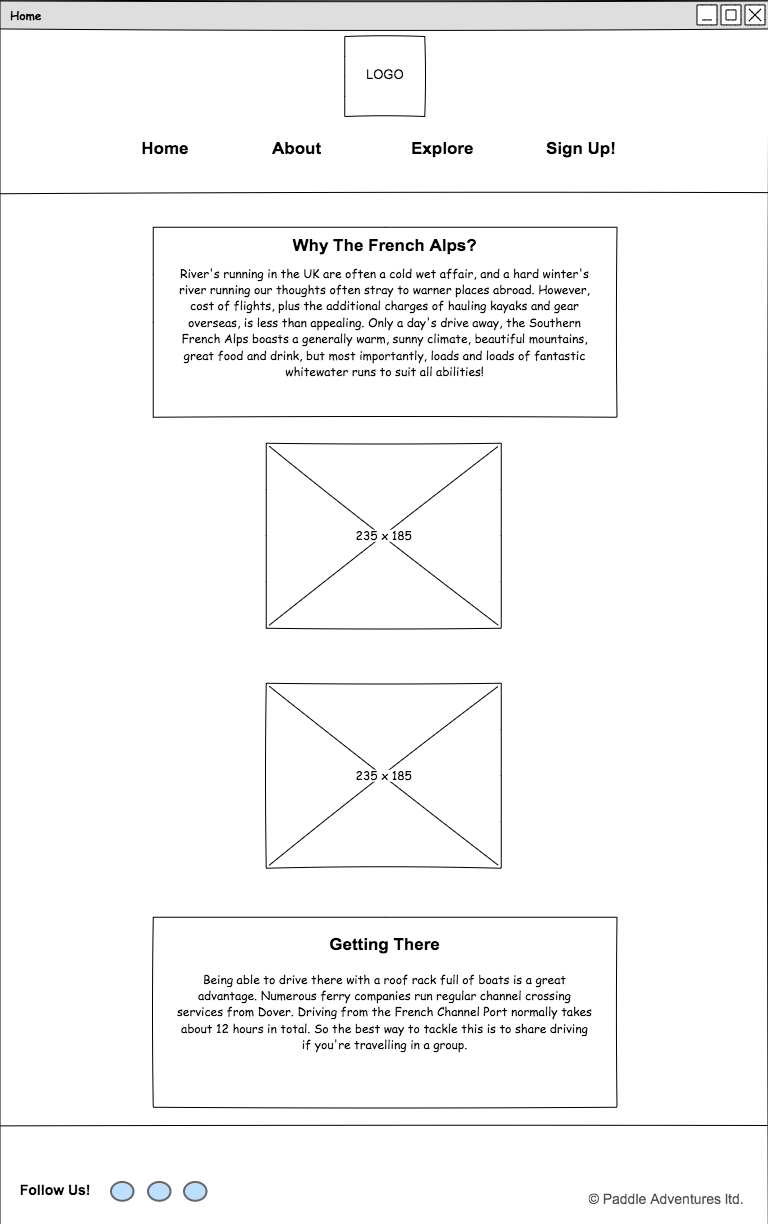 Home
LOGO
Home About Explore Sign Up!
Why The French Alps?
River's running in the UK are often a cold wet affair, and a hard winter's
river running our thoughts often stray to warner places abroad. However,
cost of flights, plus the additional charges of hauling kayaks and gear
overseas, is less than appealing. Only a day's drive away, the Southern
French Alps boasts a generally warm, sunny climate, beautiful mountains,
great food and drink, but most importantly, loads and loads of fantastic
whitewater runs to suit all abilities!
235 x 185
235 x 185
Getting There
Being able to drive there with a roof rack full of boats is a great
advantage. Numerous ferry companies run regular channel crossing
services from Dover. Driving from the French Channel Port normally takes
about 12 hours in total. So the best way to tackle this is to share driving
if you're travelling in a group.
Follow Us!
© Paddle Adventures ltd.